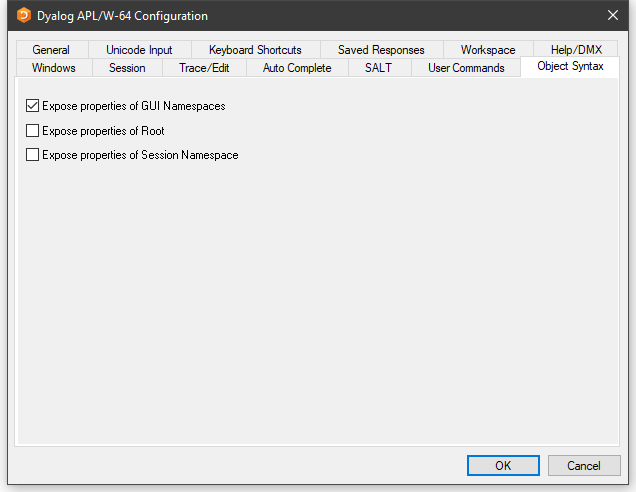 Dyalog APL/W-64 Configuration
General Unicode Input Keyboard Shortcuts Saved Responses Workspace Help/DMX
Windows Session Trace/Edit Auto Complete SALT User Commands Object Syntax
Expose properties of GUI Namespaces
Expose properties of Root
Expose properties of Session Namespace
OK Cancel